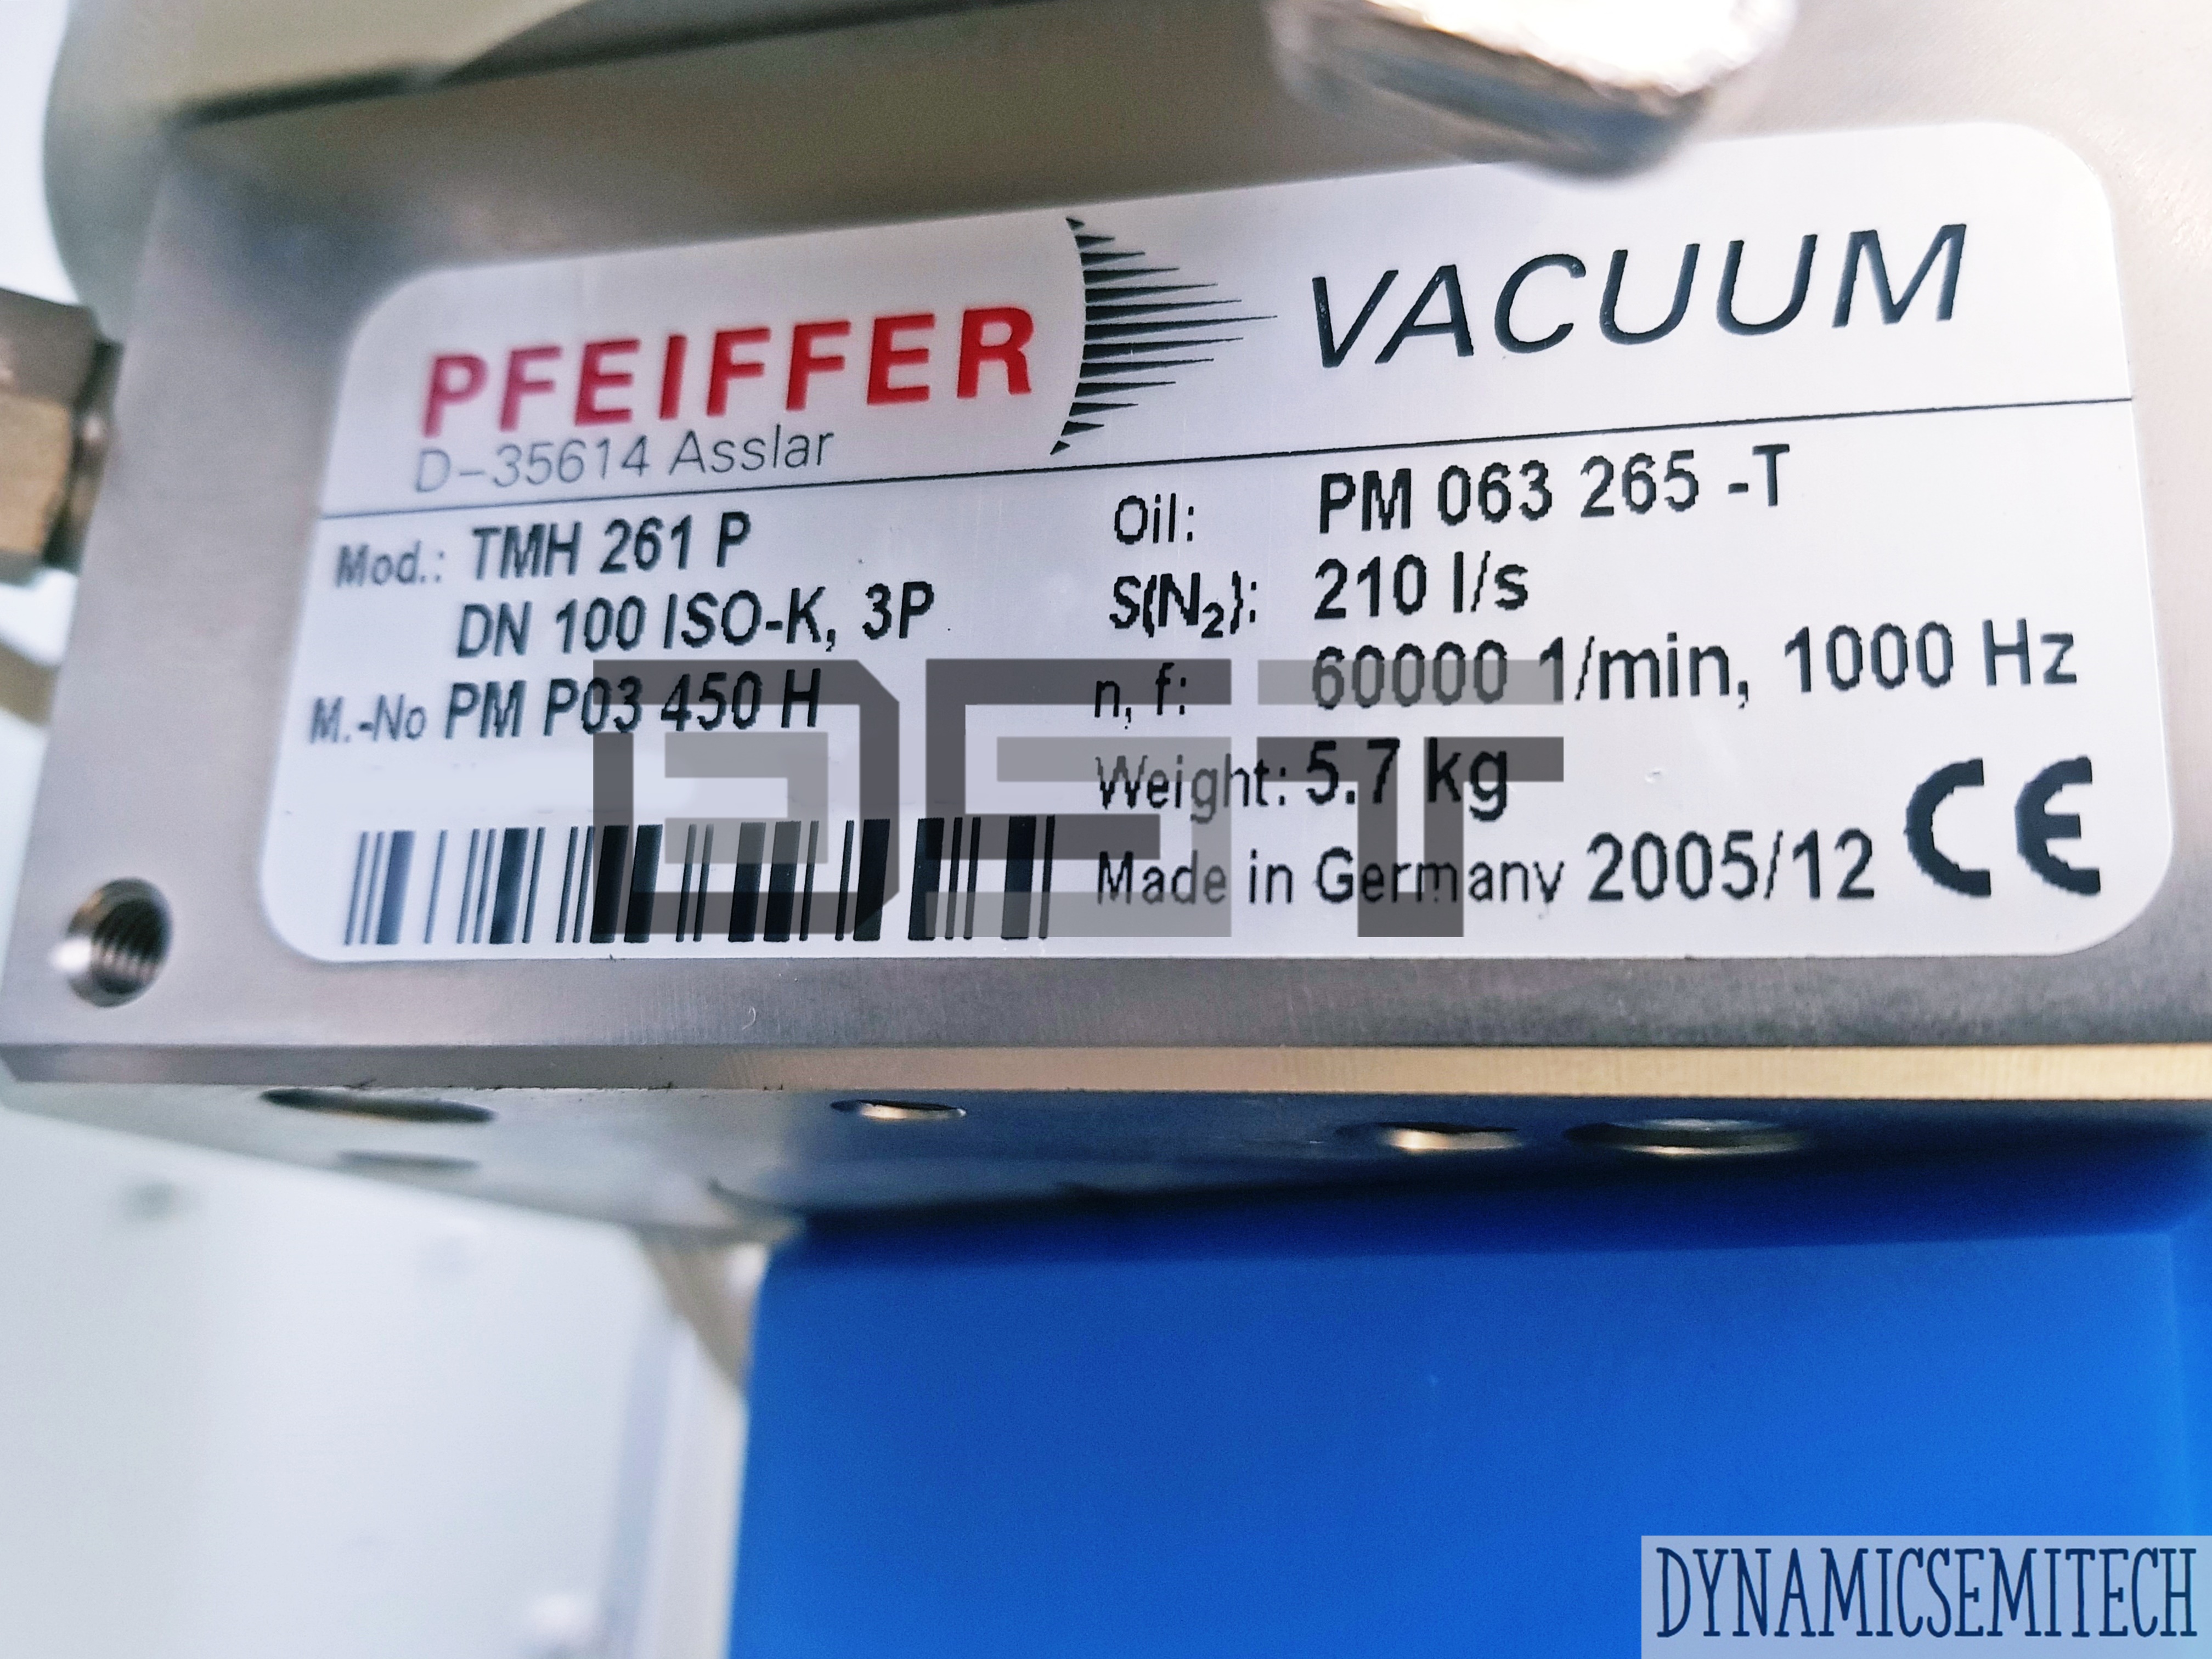 PFEIFFER VACUUM
D-35614 Asslar
Mod.: TMH 261 P
DN 100 ISO-K, 3P
M.-No PM P03 450 H
Oil: PM 063 265 -T
S(N₂): 210 l/s
n, f: 60000 1/min, 1000 Hz
Weight: 5.7 kg
Made in Germany 2005/12 CE
DST
DYNAMICSEMITECH